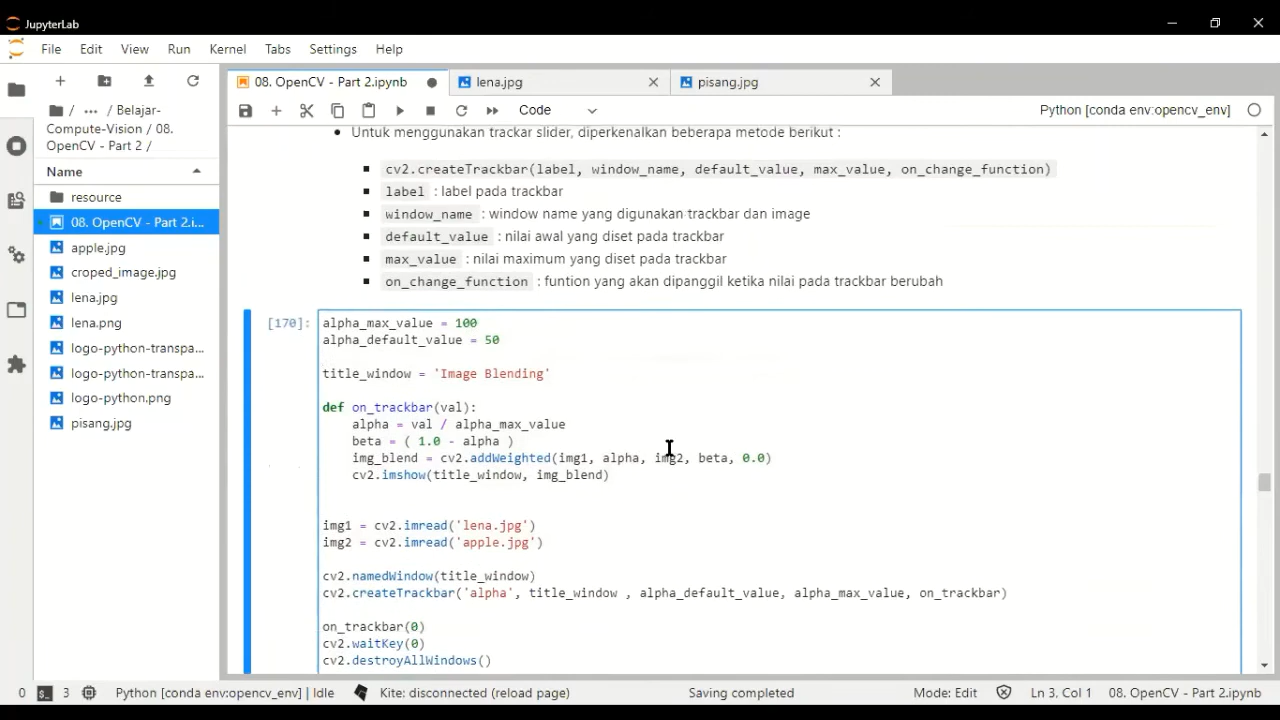 JupyterLab
File Edit View Run Kernel Tabs Settings Help
08. OpenCV - Part 2.ipynb
lena.jpg
pisang.jpg
Code
Python [conda env:opencv_env]
/ ... / Belajar-
Compute-Vision / 08.
OpenCV - Part 2 /
Name
resource
08. OpenCV - Part 2.i...
apple.jpg
croped_image.jpg
lena.jpg
lena.png
logo-python-transpa...
logo-python-transpa...
logo-python.png
pisang.jpg
Untuk menggunakan trackar slider, diperkenalkan beberapa metode berikut :
cv2.createTrackbar(label, window_name, default_value, max_value, on_change_function)
label : label pada trackbar
window_name : window name yang digunakan trackbar dan image
default_value : nilai awal yang diset pada trackbar
max_value : nilai maximum yang diset pada trackbar
on_change_function : funtion yang akan dipanggil ketika nilai pada trackbar berubah
[170]:
alpha_max_value = 100
alpha_default_value = 50
title_window = 'Image Blending'
def on_trackbar(val):
alpha = val / alpha_max_value
beta = ( 1.0 - alpha )
img_blend = cv2.addWeighted(img1, alpha, img2, beta, 0.0)
cv2.imshow(title_window, img_blend)
img1 = cv2.imread('lena.jpg')
img2 = cv2.imread('apple.jpg')
cv2.namedWindow(title_window)
cv2.createTrackbar('alpha', title_window , alpha_default_value, alpha_max_value, on_trackbar)
on_trackbar(0)
cv2.waitKey(0)
cv2.destroyAllWindows()
0 3 Python [conda env:opencv_env] | Idle Kite: disconnected (reload page) Saving completed Mode: Edit Ln 3, Col 1 08. OpenCV - Part 2.ipynb